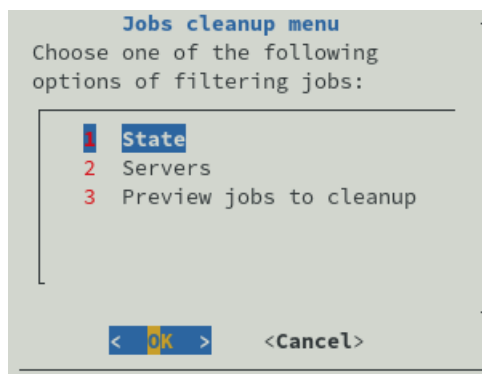 Jobs cleanup menu
Choose one of the following
options of filtering jobs:
1 State
2 Servers
3 Preview jobs to cleanup
< OK > <Cancel>